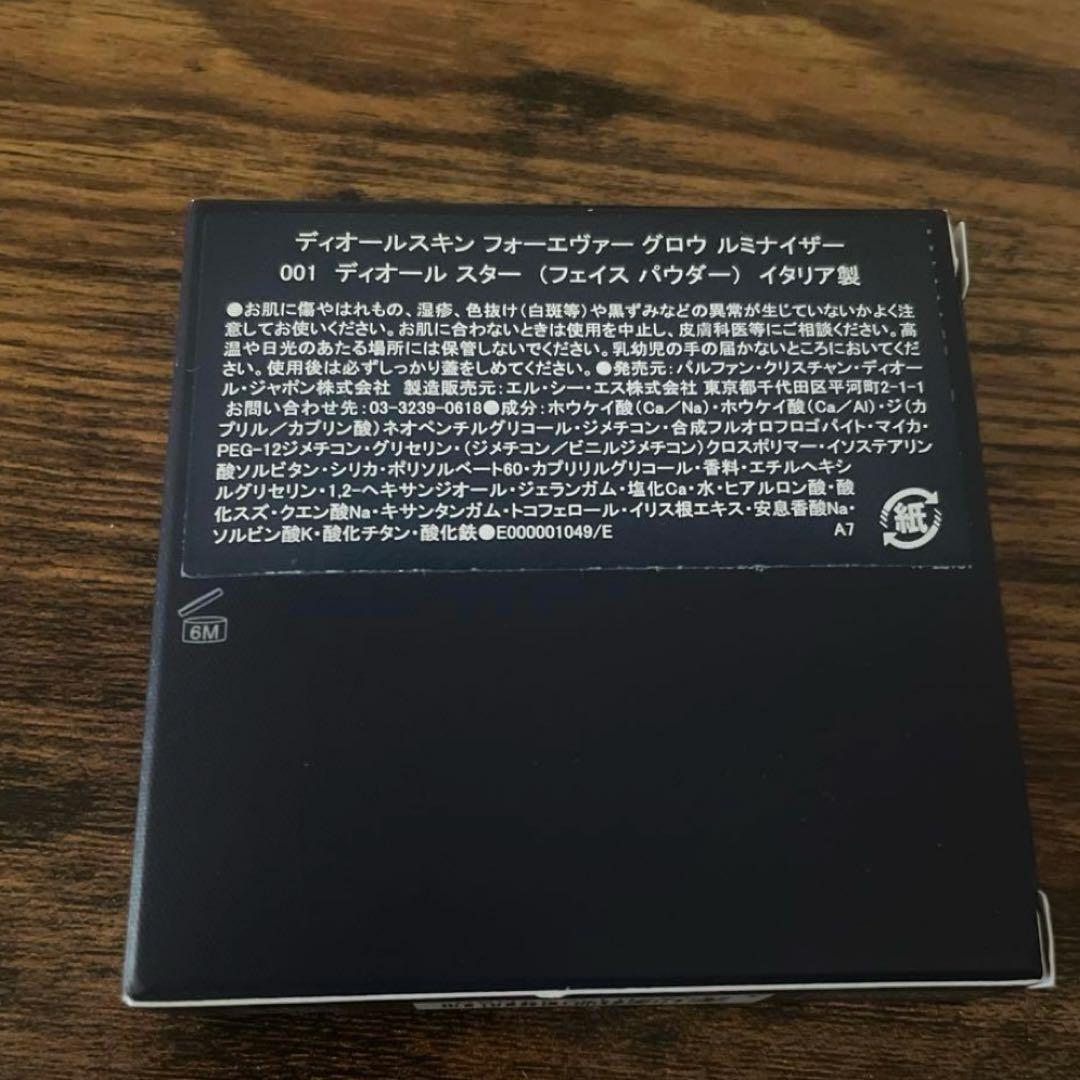 ディオールスキン フォーエヴァー グロウ ルミナイザー
001 ディオール スター （フェイス パウダー） イタリア製
●お肌に傷やはれもの、湿疹、色抜け（白斑等）や黒ずみなどの異常が生じていないかよく注
意してお使いください。お肌に合わないときは使用を中止し、皮膚科医等にご相談ください。高
温や日光のあたる場所には保管しないでください。乳幼児の手の届かないところにおいてくだ
さい。使用後は必ずしっかり蓋をしめてください。●発売元：パルファン・クリスチャン・ディオー
ル・ジャポン株式会社 製造販売元：エル・シー・エス株式会社 東京都千代田区平河町2-1-1
お問い合わせ先：03-3239-0618●成分：ホウケイ酸（Ca／Na）・ホウケイ酸（Ca／Al）・ジ（カ
プリル／カプリン酸）ネオペンチルグリコール・ジメチコン・合成フルオロフロゴパイト・マイカ・
PEG-12ジメチコン・グリセリン・（ジメチコン／ビニルジメチコン）クロスポリマー・イソステアリン
酸ソルビタン・シリカ・ポリソルベート60・カプリリルグリコール・香料・エチルヘキシ
ルグリセリン・1,2-ヘキサンジオール・ジェランガム・塩化Ca・水・ヒアルロン酸・酸
化スズ・クエン酸Na・キサンタンガム・トコフェロール・イリス根エキス・安息香酸Na・
ソルビン酸K・酸化チタン・酸化鉄●E000001049/E A7
紙
6M